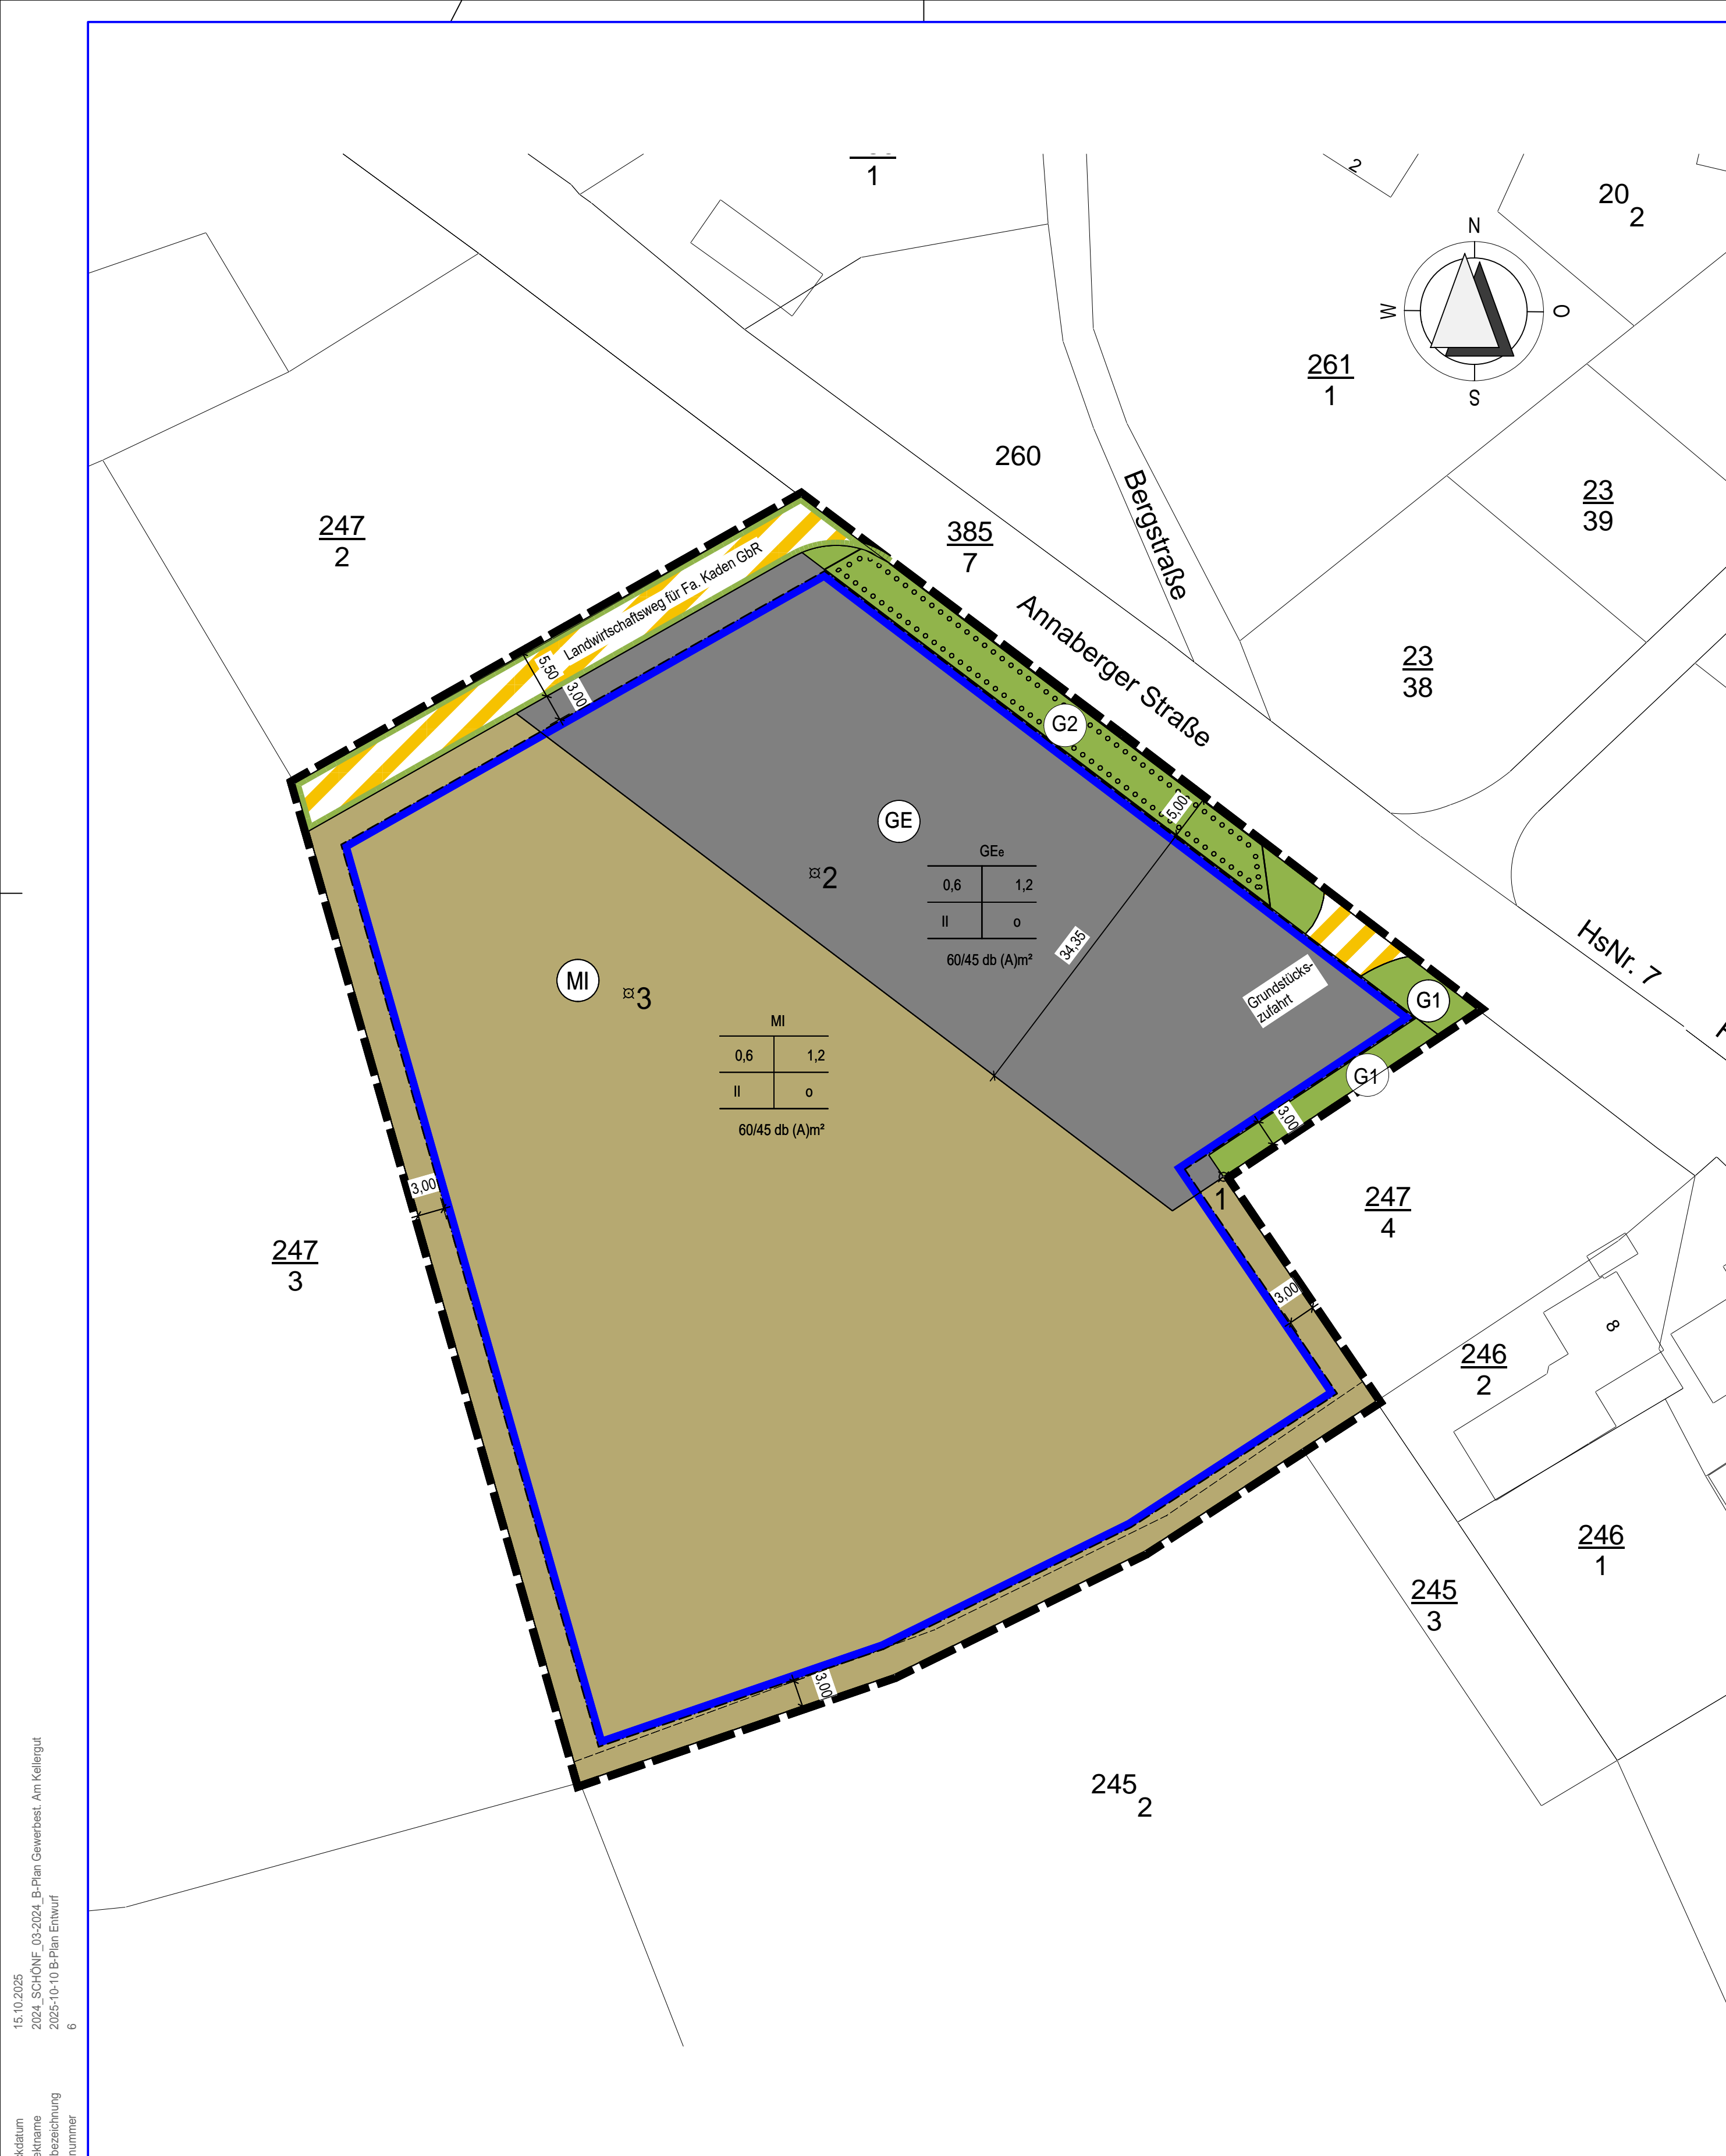 1
2
20
2
N
W
O
S
261
1
260
Bergstraße
23
39
247
2
385
7
Landwirtschaftsweg für Fa. Kaden GbR
5,50
3,00
Annaberger Straße
23
38
G2
5,00
GE
2
GEe
0,6 1,2
II o
60/45 db (A)m²
34,35
HsNr. 7
Grundstücks-
zufahrt
G1
G1
MI
3
MI
0,6 1,2
II o
60/45 db (A)m²
3,00
3,00
1
247
4
247
3
3,00
8
246
2
246
1
245
3
3,00
245
2
15.10.2025
2024_SCHÖNF_03-2024_B-Plan Gewerbest. Am Kellergut
2025-10-10 B-Plan Entwurf
6
kdatum
ektname
bezeichnung
nummer